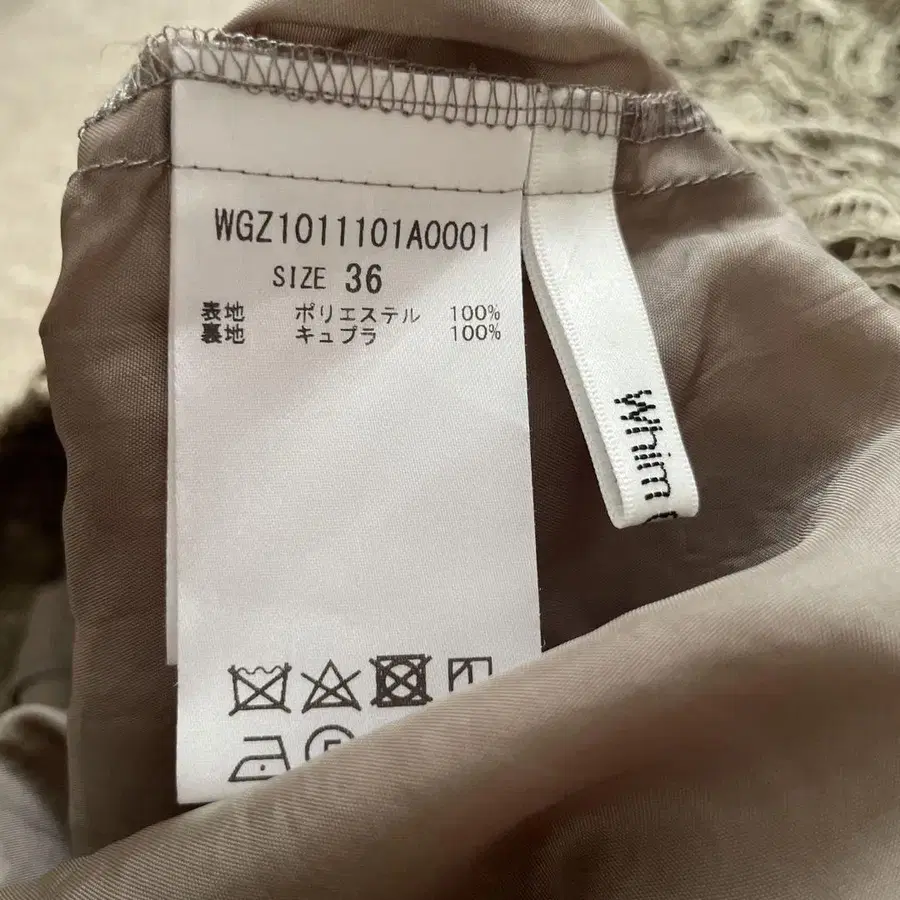 WGZ1011101A0001
SIZE 36
表地 ポリエステル 100%
裏地 キュプラ 100%
Whim